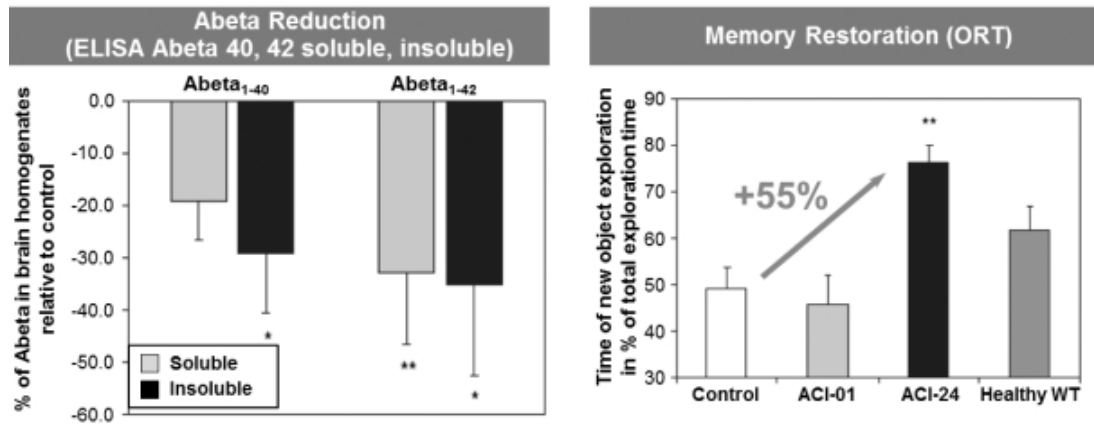 Abeta Reduction
(ELISA Abeta 40, 42 soluble, insoluble)
Abeta1-40
Abeta1-42
% of Abeta in brain homogenates
relative to control
0.0
-10.0
-20.0
-30.0
-40.0
-50.0
-60.0
*
**
*
Soluble
Insoluble
Memory Restoration (ORT)
Time of new object exploration
in % of total exploration time
90
80
70
60
50
40
30
**
+55%
Control
ACI-01
ACI-24
Healthy WT